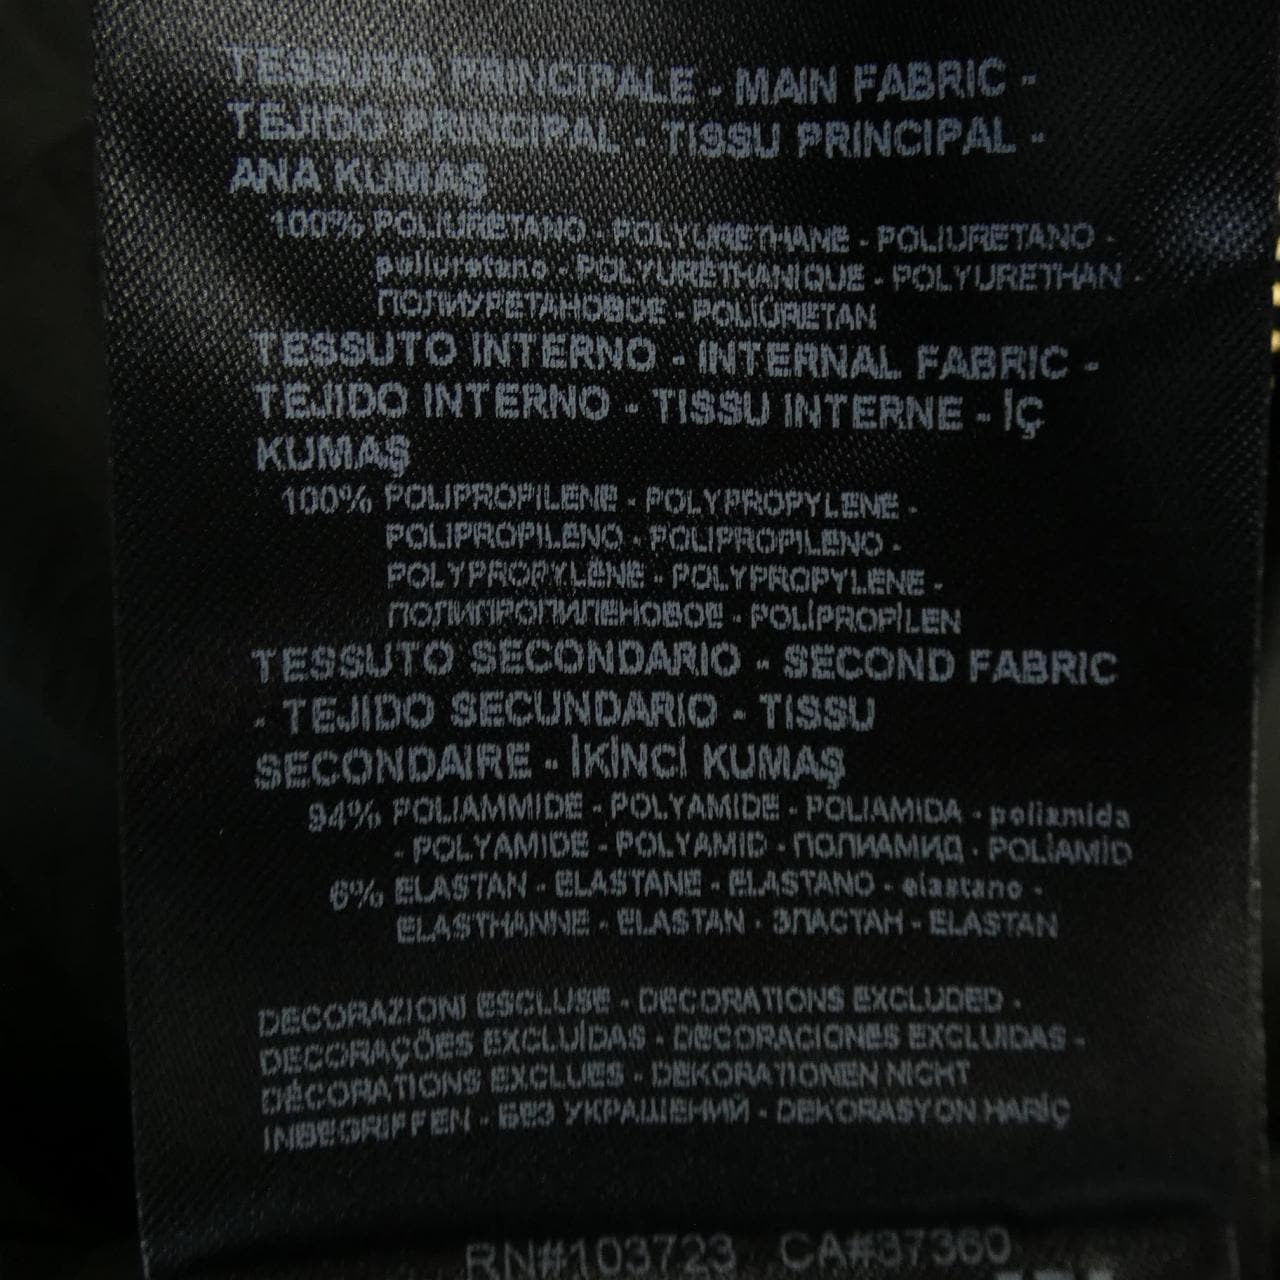 TESSUTO PRINCIPALE - MAIN FABRIC -
TEJIDO PRINCIPAL - TISSU PRINCIPAL -
ANA KUMAŞ
100% POLIURETANO - POLYURETHANE - POLIURETANO -
poliuretano - POLYURETHANIQUE - POLYURETHAN -
ПОЛИУРЕТАНОВОЕ - POLİÜRETAN
TESSUTO INTERNO - INTERNAL FABRIC -
TEJIDO INTERNO - TISSU INTERNE - İÇ
KUMAŞ
100% POLIPROPILENE - POLYPROPYLENE -
POLIPROPILENO - POLIPROPILENO -
POLYPROPYLÈNE - POLYPROPYLENE -
ПОЛИПРОПИЛЕНОВОЕ - POLİPROPİLEN
TESSUTO SECONDARIO - SECOND FABRIC
- TEJIDO SECUNDARIO - TISSU
SECONDAIRE - İKİNCİ KUMAŞ
94% POLIAMMIDE - POLYAMIDE - POLIAMIDA - poliamida
- POLYAMIDE - POLYAMID - ПОЛИАМИД - POLİAMİD
6% ELASTAN - ELASTANE - ELASTANO - elastano -
ELASTHANNE - ELASTAN - ЭЛАСТАН - ELASTAN
DECORAZIONI ESCLUSE - DECORATIONS EXCLUDED -
DECORAÇÕES EXCLUÍDAS - DECORACIONES EXCLUIDAS -
DÉCORATIONS EXCLUES - DEKORATIONEN NICHT
INBEGRIFFEN - БЕЗ УКРАШЕНИЙ - DEKORASYON HARİÇ
RN#103723 CA#37360